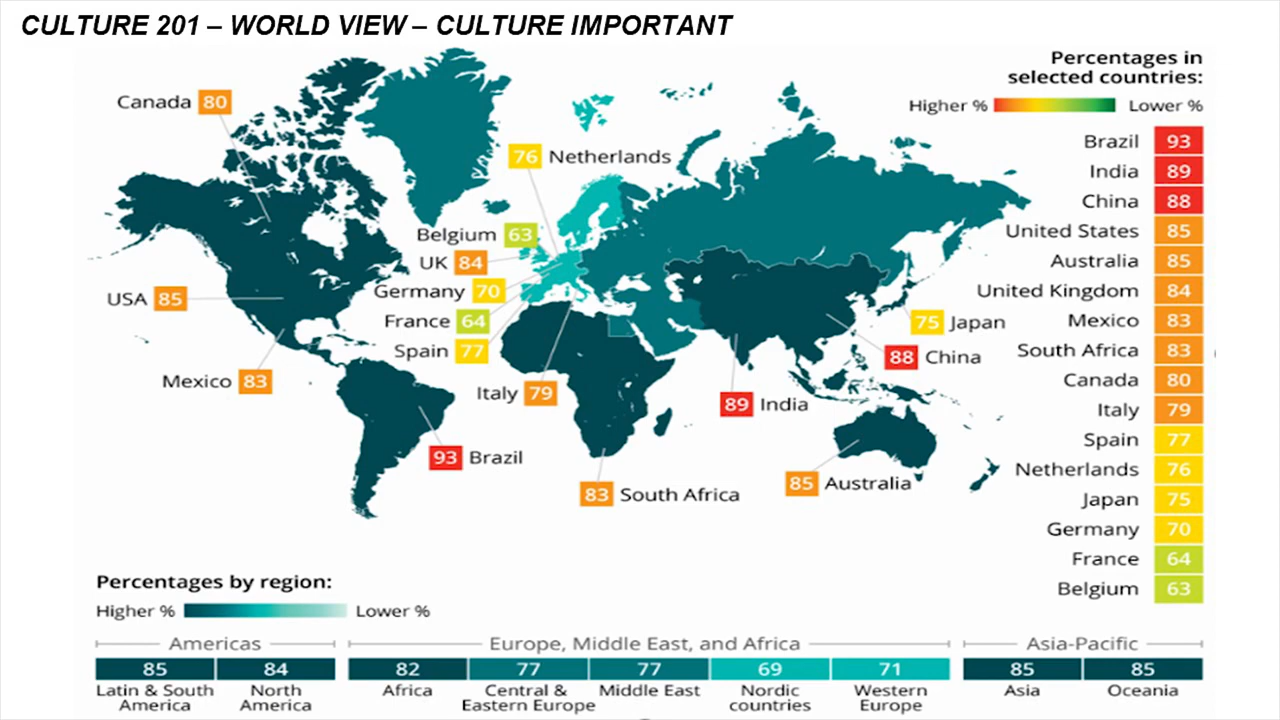 CULTURE 201 – WORLD VIEW – CULTURE IMPORTANT
Percentages in
selected countries:
Higher % Lower %
Canada 80
76 Netherlands
Belgium 63
UK 84
Germany 70
USA 85
France 64
Spain 77
Mexico 83
Italy 79
93 Brazil
83 South Africa
89 India
85 Australia
75 Japan
88 China
Brazil 93
India 89
China 88
United States 85
Australia 85
United Kingdom 84
Mexico 83
South Africa 83
Canada 80
Italy 79
Spain 77
Netherlands 76
Japan 75
Germany 70
France 64
Belgium 63
Percentages by region:
Higher % Lower %
Americas Europe, Middle East, and Africa Asia-Pacific
85 84 82 77 77 69 71 85 85
Latin & South North Africa Central & Middle East Nordic Western Asia Oceania
America America Eastern Europe countries Europe